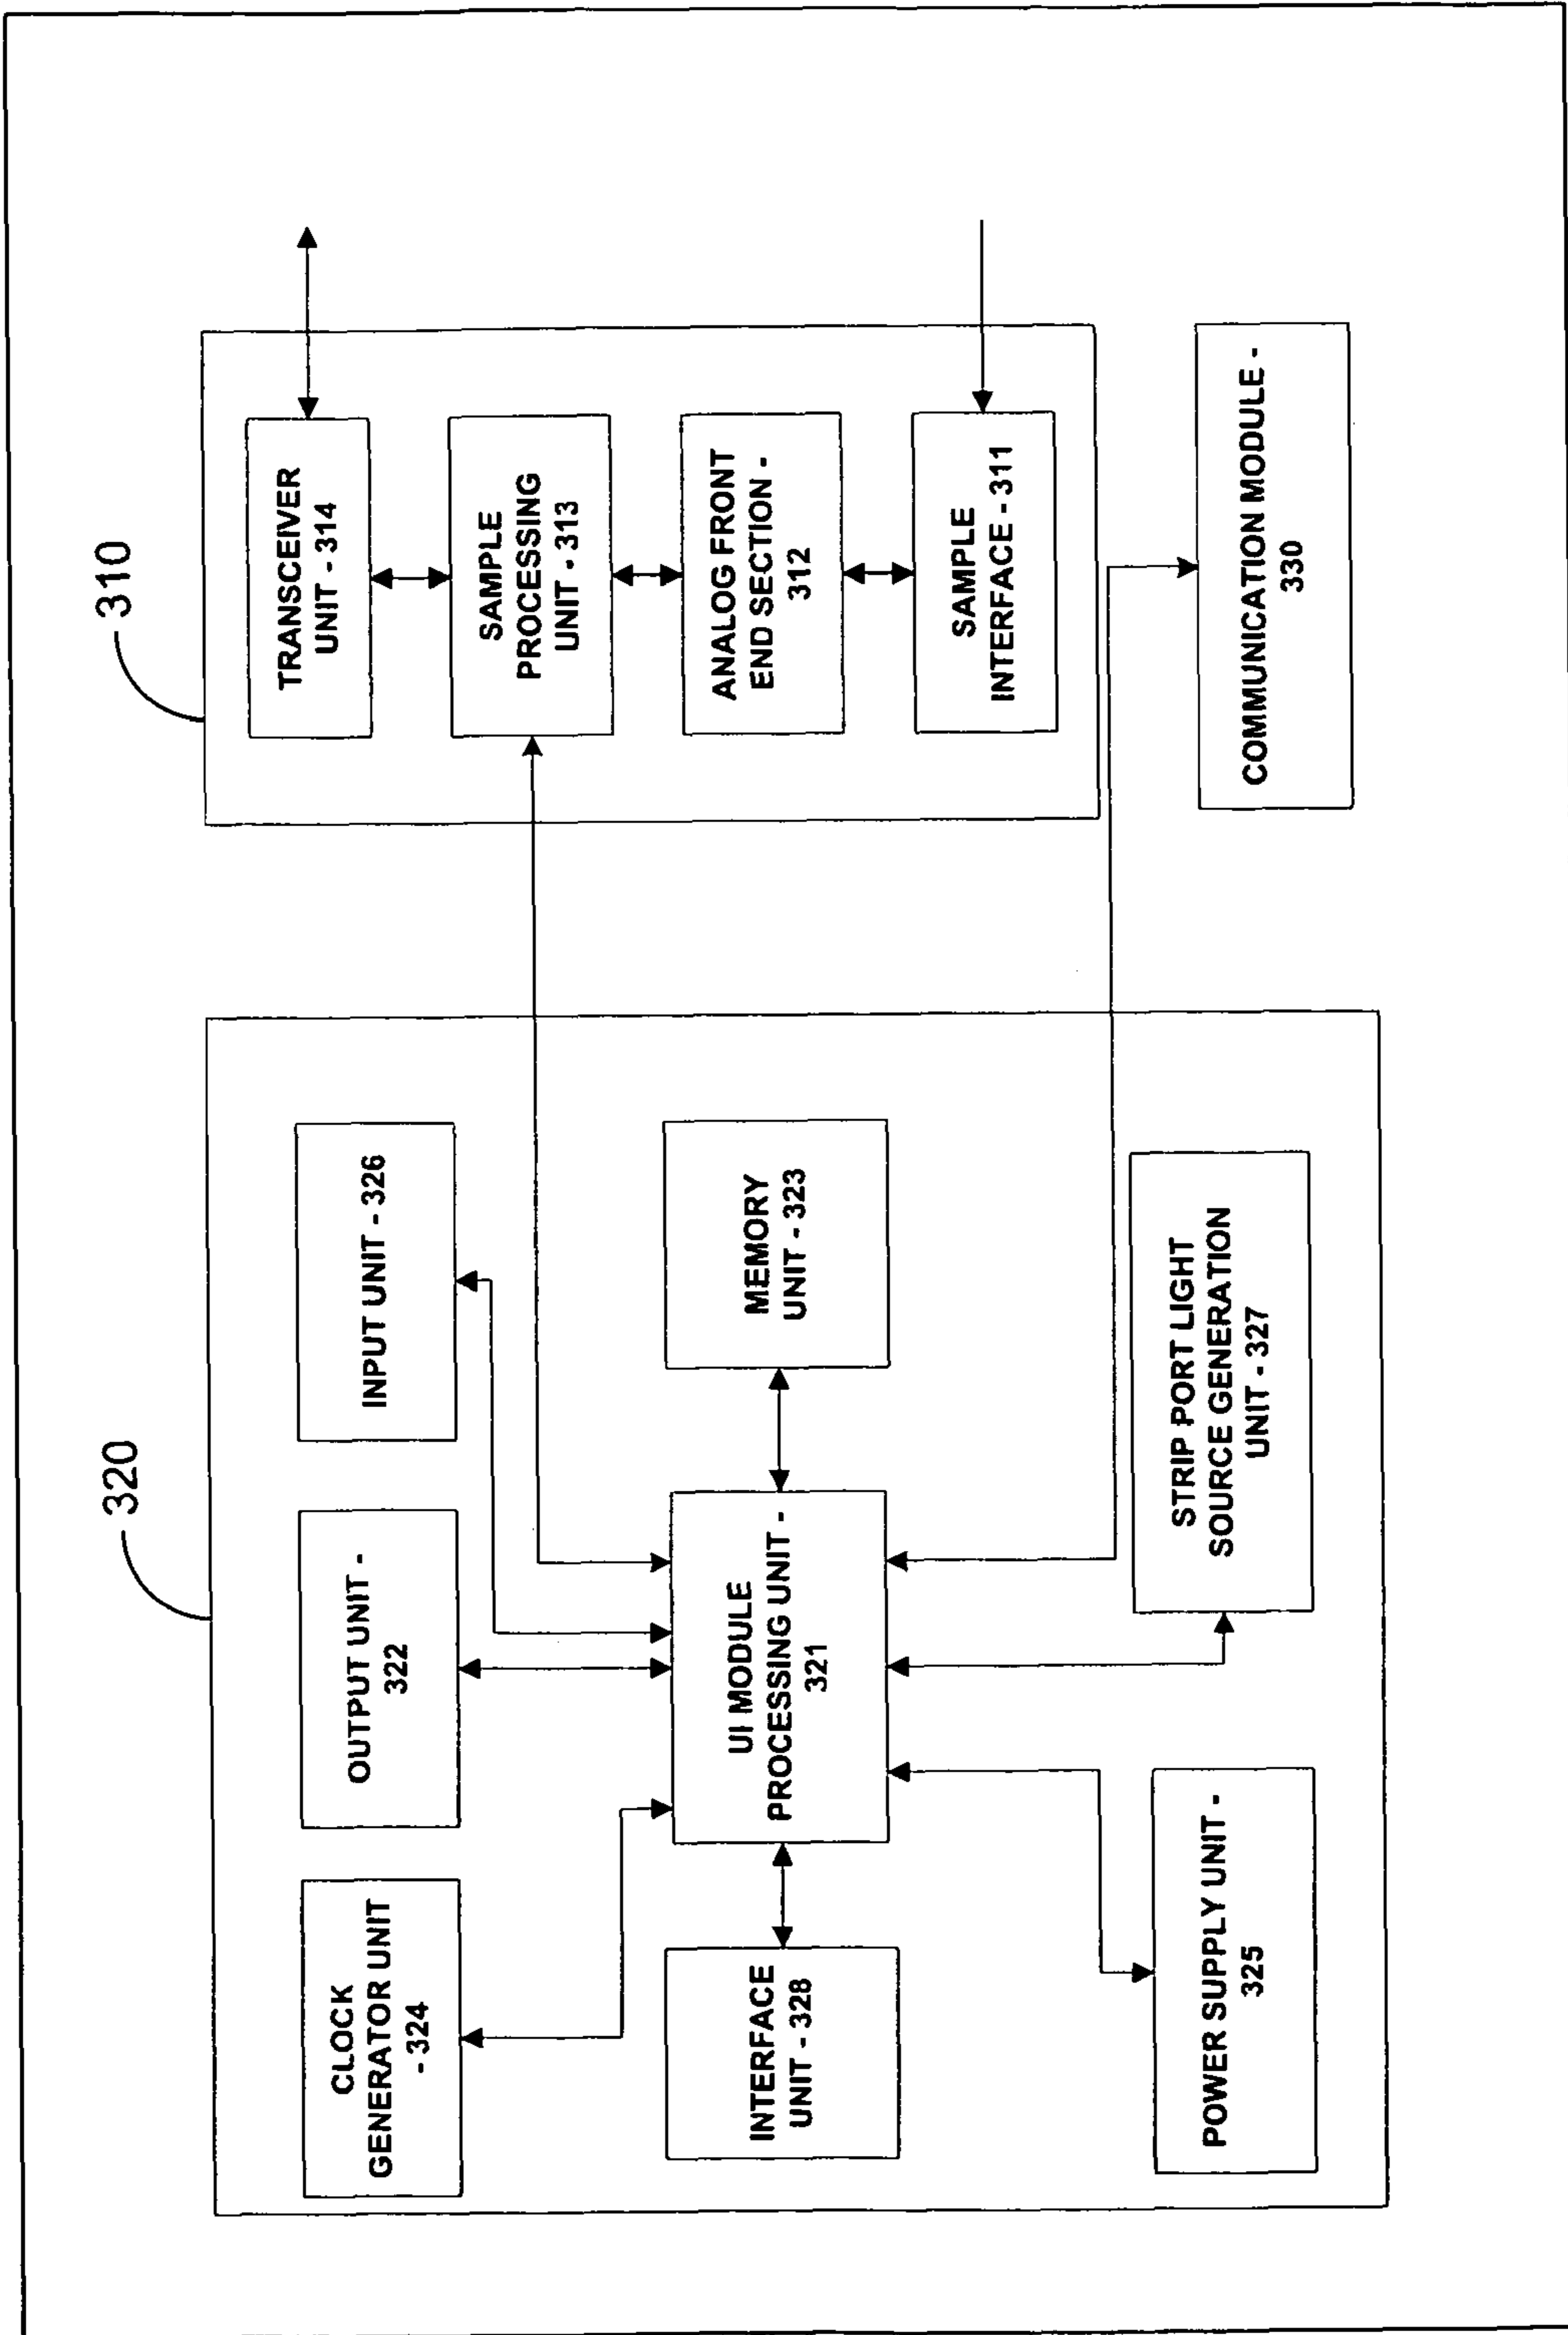 320
310
CLOCK
GENERATOR UNIT
- 324
OUTPUT UNIT -
322
INPUT UNIT - 326
TRANSCEIVER
UNIT - 314
SAMPLE
PROCESSING
UNIT - 313
INTERFACE
UNIT - 328
UI MODULE
PROCESSING UNIT -
321
MEMORY
UNIT - 323
ANALOG FRONT
END SECTION -
312
SAMPLE
INTERFACE - 311
POWER SUPPLY UNIT -
325
STRIP PORT LIGHT
SOURCE GENERATION
UNIT - 327
COMMUNICATION MODULE -
330